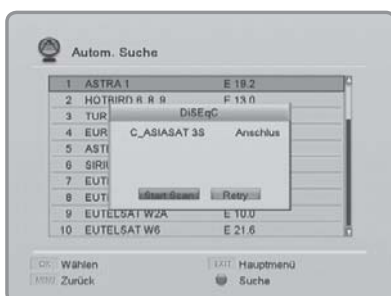 Autom. Suche
1 ASTRA 1 E 19.2
2 HOTBIRD 6 8 9 E 13.0
DiSEqC
3 TUR
C_ASIASAT 3S Anschlus
4 EUR
5 ASTI
6 SIRIU
7 EUTI
8 EUTI
Start Scan Retry
9 EUTELSAT W2A E 10.0
10 EUTELSAT W6 E 21.6
OK Wählen EXIT Hauptmenü
MENU Zurück Suche